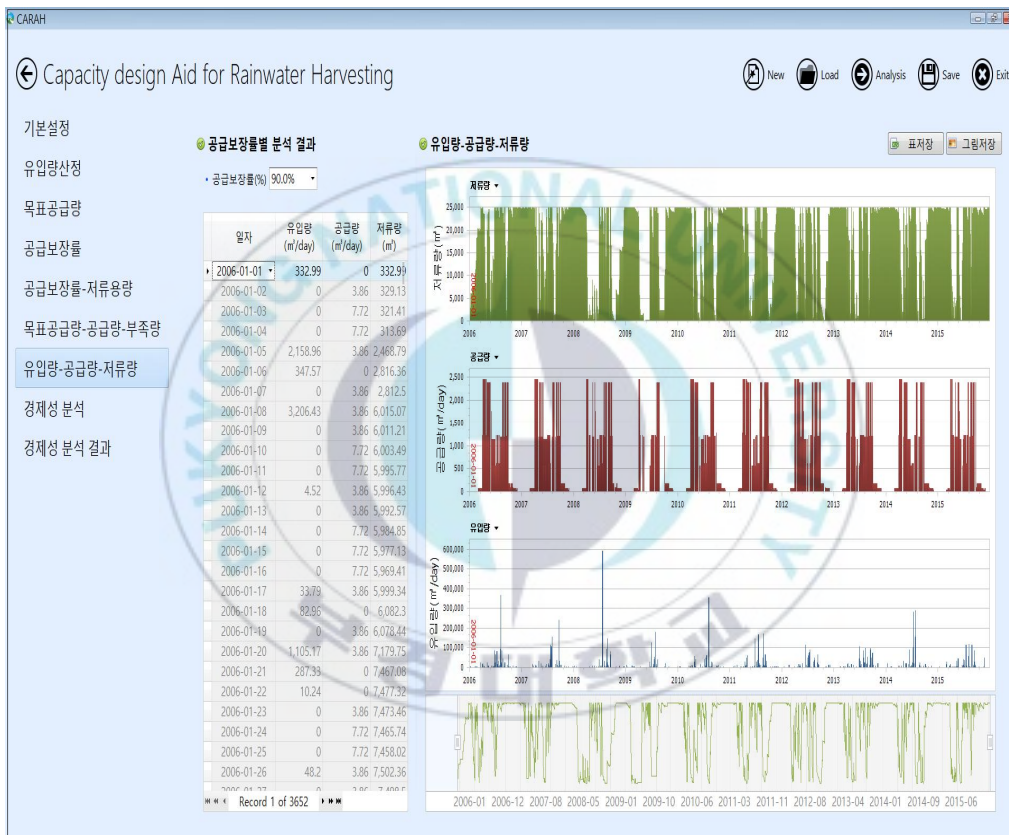 CARAH
Capacity design Aid for Rainwater Harvesting
New Load Analysis Save Exit
기본설정
유입량산정
목표공급량
공급보장률
공급보장률-저류용량
목표공급량-공급량-부족량
유입량-공급량-저류량
경제성 분석
경제성 분석 결과
공급보장률별 분석 결과
• 공급보장률(%) 90.0%
일자 유입량 (㎥/day) 공급량 (㎥/day) 저류량 (㎥)
2006-01-01 332.99 0 332.99
2006-01-02 0 3.86 329.13
2006-01-03 0 7.72 321.41
2006-01-04 0 7.72 313.69
2006-01-05 2,158.96 3.86 2,468.79
2006-01-06 347.57 0 2,816.36
2006-01-07 0 3.86 2,812.5
2006-01-08 3,206.43 3.86 6,015.07
2006-01-09 0 3.86 6,011.21
2006-01-10 0 7.72 6,003.49
2006-01-11 0 7.72 5,995.77
2006-01-12 4.52 3.86 5,996.43
2006-01-13 0 3.86 5,992.57
2006-01-14 0 7.72 5,984.85
2006-01-15 0 7.72 5,977.13
2006-01-16 0 7.72 5,969.41
2006-01-17 33.79 3.86 5,999.34
2006-01-18 82.96 0 6,082.3
2006-01-19 0 3.86 6,078.44
2006-01-20 1,105.17 3.86 7,179.75
2006-01-21 287.33 0 7,467.08
2006-01-22 10.24 0 7,477.32
2006-01-23 0 3.86 7,473.46
2006-01-24 0 7.72 7,465.74
2006-01-25 0 7.72 7,458.02
2006-01-26 48.2 3.86 7,502.36
Record 1 of 3652
유입량-공급량-저류량
표저장 그림저장
저류량
저류량(㎥)
25,000
20,000
15,000
10,000
5,000
0
2006-01-01
2006 2007 2008 2009 2010 2011 2012 2013 2014 2015
공급량
공급량(㎥/day)
2,500
2,000
1,500
1,000
500
0
2006-01-01
2006 2007 2008 2009 2010 2011 2012 2013 2014 2015
유입량
유입량(㎥/day)
600,000
500,000
400,000
300,000
200,000
100,000
0
2006-01-01
2006 2007 2008 2009 2010 2011 2012 2013 2014 2015
2006-01 2006-12 2007-08 2008-05 2009-01 2009-10 2010-06 2011-03 2011-11 2012-08 2013-04 2014-01 2014-09 2015-06
PUKYONG NATIONAL UNIVERSITY
부경대학교